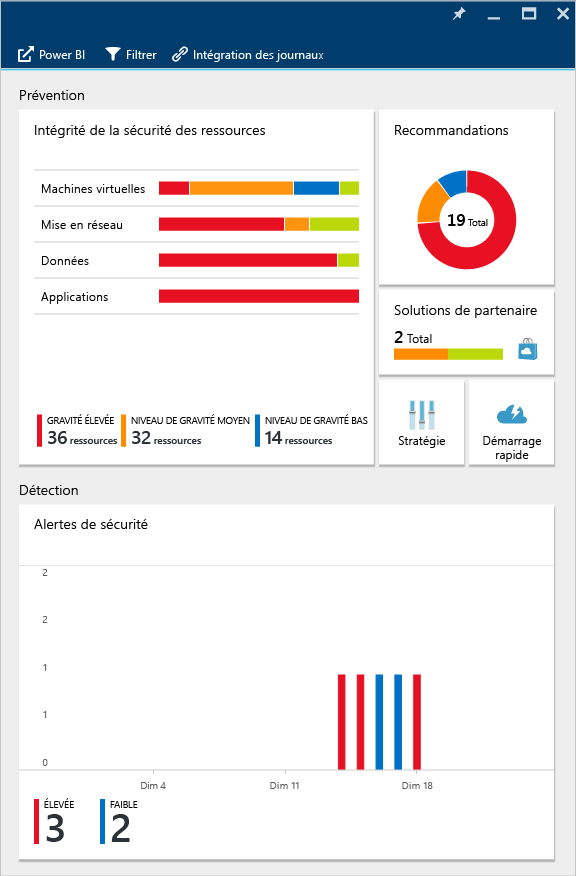 Power BI
Filtrer
Intégration des journaux
Prévention
Intégrité de la sécurité des ressources
Machines virtuelles
Mise en réseau
Données
Applications
GRAVITÉ ÉLEVÉE
36 ressources
NIVEAU DE GRAVITÉ MOYEN
32 ressources
NIVEAU DE GRAVITÉ BAS
14 ressources
Recommandations
19 Total
Solutions de partenaire
2 Total
Stratégie
Démarrage
rapide
Détection
Alertes de sécurité
2
2
1
1
0
Dim 4
Dim 11
Dim 18
ÉLEVÉE
3
FAIBLE
2